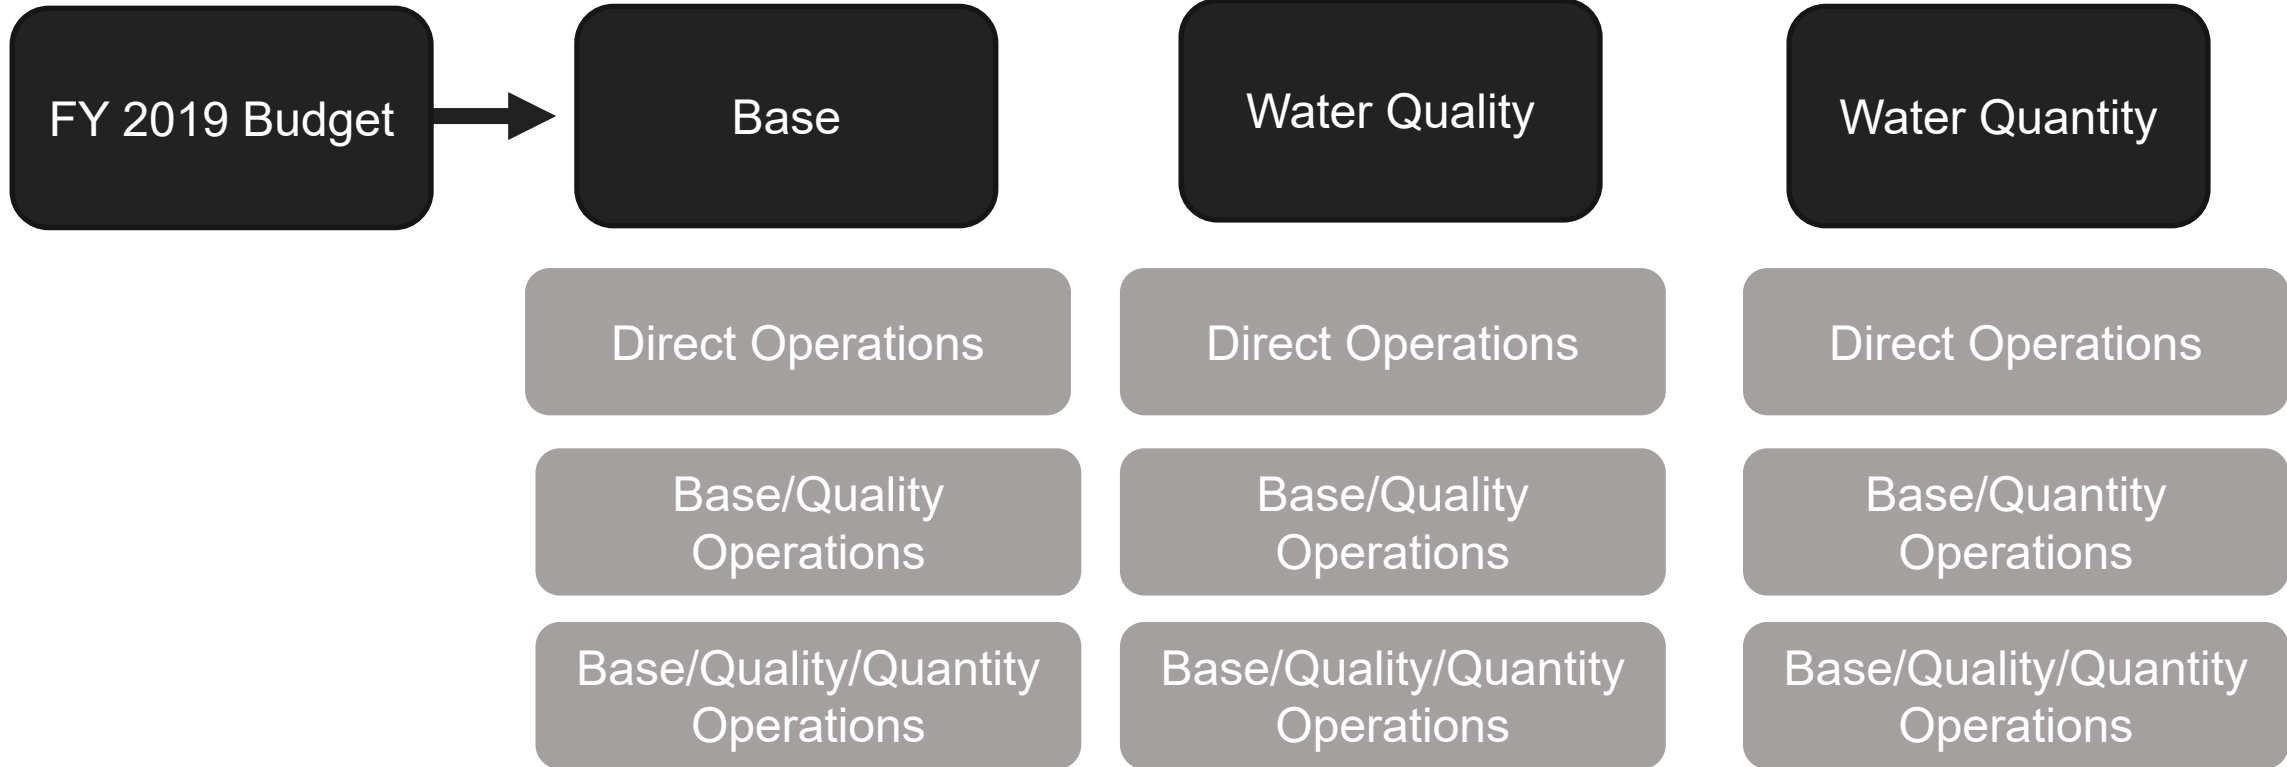 FY 2019 Budget
Base
Water Quality
Water Quantity
Direct Operations
Direct Operations
Direct Operations
Base/Quality
Operations
Base/Quality
Operations
Base/Quantity
Operations
Base/Quality/Quantity
Operations
Base/Quality/Quantity
Operations
Base/Quality/Quantity
Operations